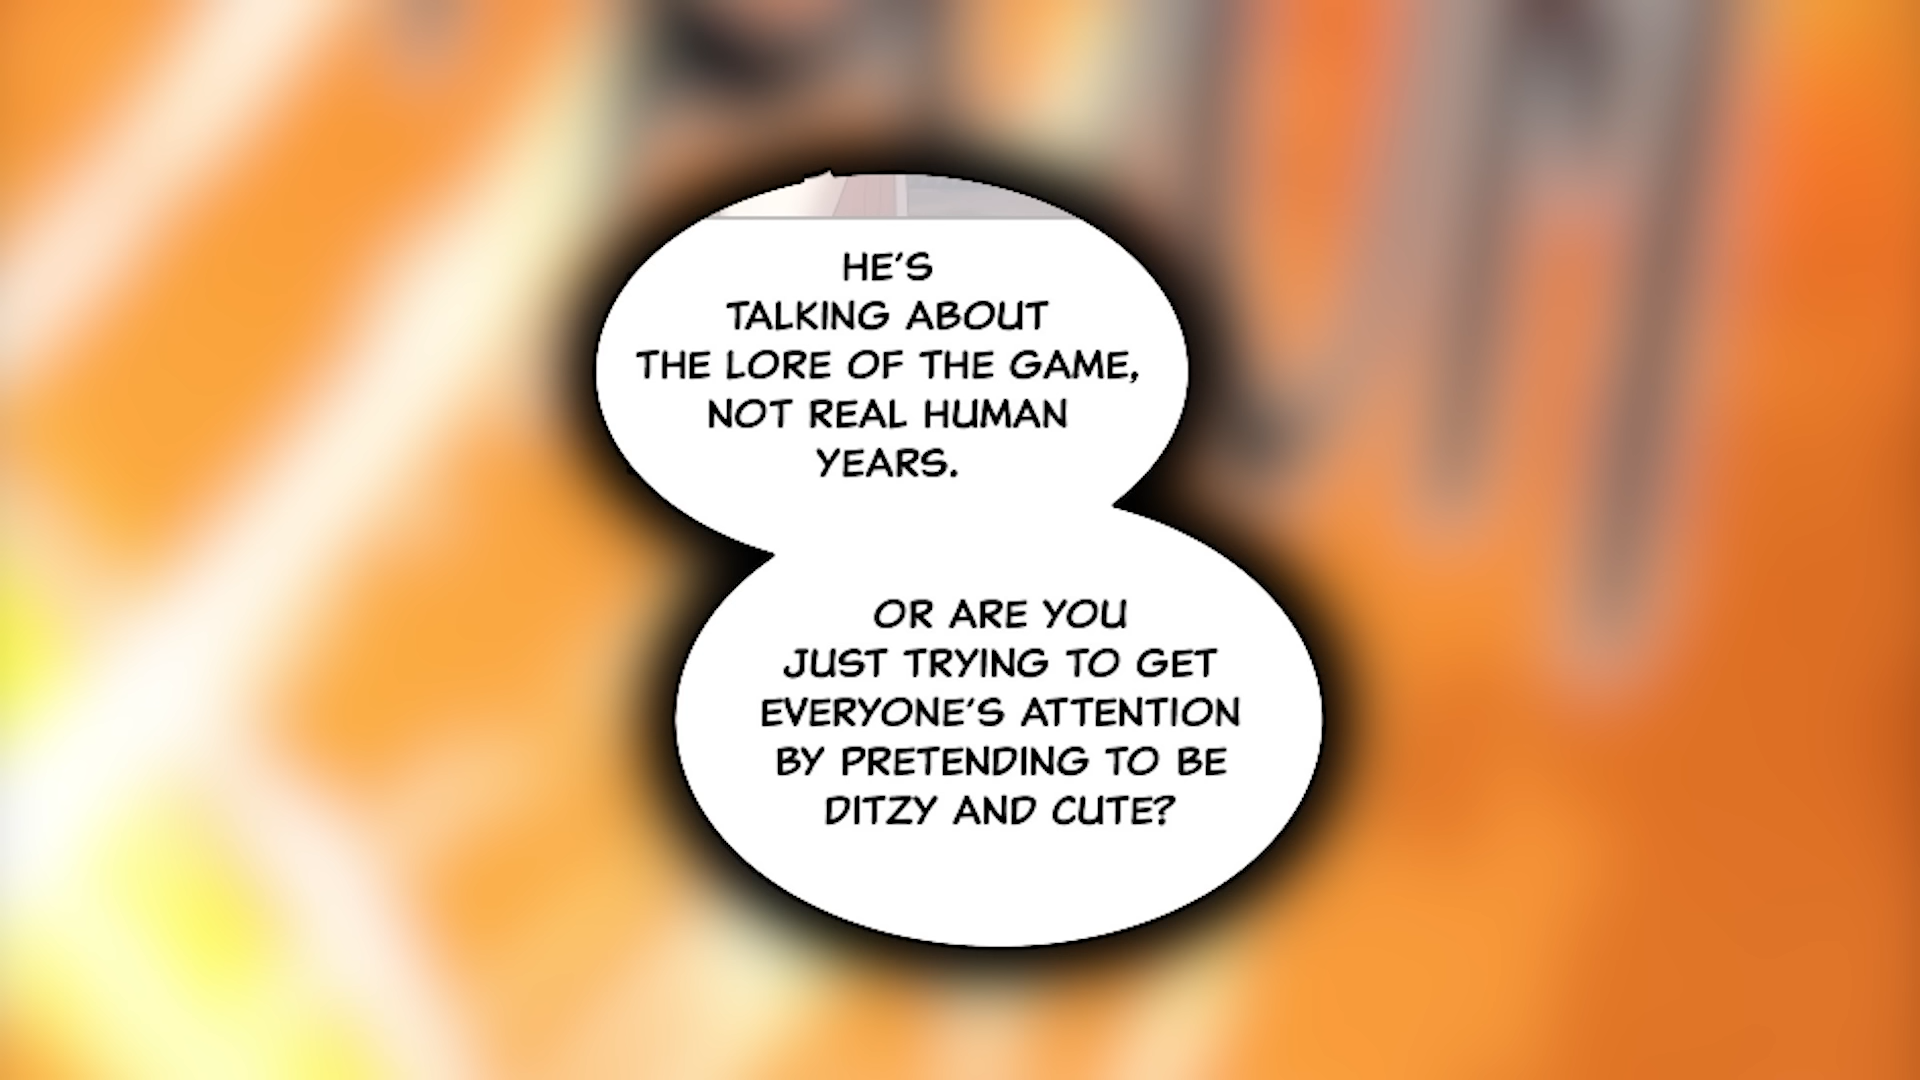 HE'S
TALKING ABOUT
THE LORE OF THE GAME,
NOT REAL HUMAN
YEARS.
OR ARE YOU
JUST TRYING TO GET
EVERYONE'S ATTENTION
BY PRETENDING TO BE
DITZY AND CUTE?